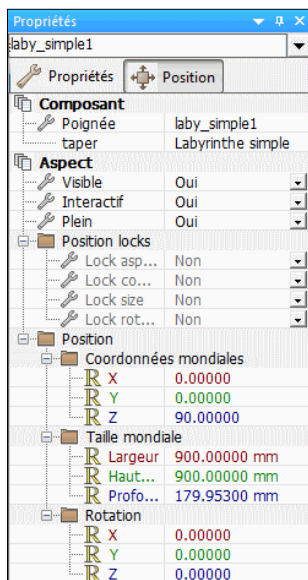 Propriétés
laby_simple1
Propriétés Position
Composant
Poignée laby_simple1
taper Labyrinthe simple
Aspect
Visible Oui
Interactif Oui
Plein Oui
Position locks
Lock asp... Non
Lock co... Non
Lock size Non
Lock rot... Non
Position
Coordonnées mondiales
R X 0.00000
R Y 0.00000
R Z 90.00000
Taille mondiale
R Largeur 900.00000 mm
R Haut... 900.00000 mm
R Profo... 179.95300 mm
Rotation
R X 0.00000
R Y 0.00000
R Z 0.00000